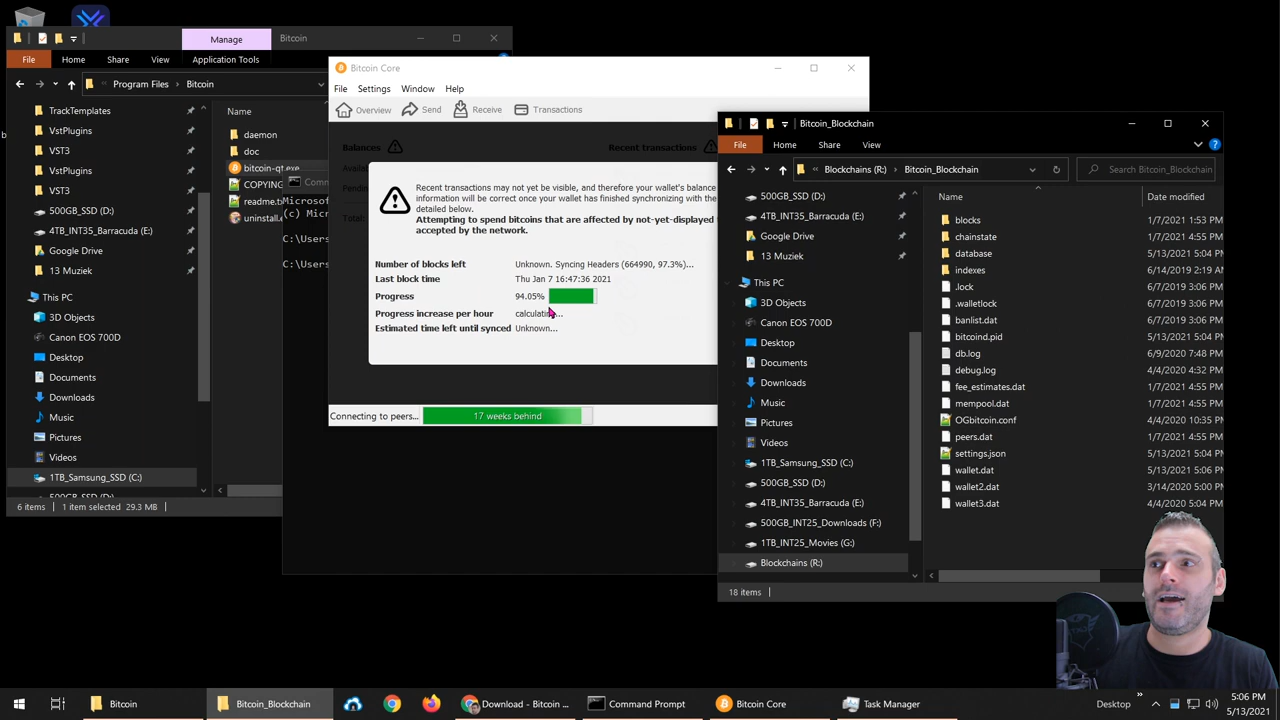 Manage
Bitcoin
File
Home
Share
View
Application Tools
Program Files
Bitcoin
TrackTemplates
VstPlugins
VST3
VstPlugins
VST3
500GB_SSD (D:)
4TB_INT35_Barracuda (E:)
Google Drive
13 Muziek
This PC
3D Objects
Canon EOS 700D
Desktop
Documents
Downloads
Music
Pictures
Videos
1TB_Samsung_SSD (C:)
Name
daemon
doc
bitcoin-qt.exe
6 items
1 item selected 29.3 MB
Bitcoin Core
File
Settings
Window
Help
Overview
Send
Receive
Transactions
Balances
Recent transactions
Recent transactions may not yet be visible, and therefore your wallet's balance
information will be correct once your wallet has finished synchronizing with the
detailed below.
Attempting to spend bitcoins that are affected by not-yet-displayed
accepted by the network.
Number of blocks left Unknown. Syncing Headers (664990, 97.3%)...
Last block time Thu Jan 7 16:47:36 2021
Progress 94.05%
Progress increase per hour
Estimated time left until synced Unknown...
Connecting to peers...
17 weeks behind
Bitcoin_Blockchain
File
Home
Share
View
Blockchains (R:)
Bitcoin_Blockchain
Search Bitcoin_Blockchain
500GB_SSD (D:)
4TB_INT35_Barracuda (E:)
Google Drive
13 Muziek
This PC
3D Objects
Canon EOS 700D
Desktop
Documents
Downloads
Music
Pictures
Videos
1TB_Samsung_SSD (C:)
500GB_SSD (D:)
4TB_INT35_Barracuda (E:)
500GB_INT25_Downloads (F:)
1TB_INT25_Movies (G:)
Blockchains (R:)
Name Date modified
blocks 1/7/2021 1:53 PM
chainstate 1/7/2021 4:55 PM
database 5/13/2021 5:04 PM
indexes 6/14/2019 2:19 AM
.lock 6/7/2019 3:06 PM
.walletlock 6/7/2019 3:06 PM
banlist.dat 6/7/2019 3:06 PM
bitcoind.pid 5/13/2021 5:04 PM
db.log 6/9/2020 7:48 PM
debug.log 4/4/2020 4:32 PM
fee_estimates.dat 1/7/2021 4:55 PM
mempool.dat 1/7/2021 4:55 PM
OGbitcoin.conf 4/4/2020 10:35 PM
peers.dat 1/7/2021 4:55 PM
settings.json 5/13/2021 5:04 PM
wallet.dat 5/13/2021 5:06 PM
wallet2.dat 3/14/2020 5:00 PM
wallet3.dat 4/4/2020 5:04 PM
18 items
Bitcoin
Bitcoin_Blockchain
Download - Bitcoin ...
Command Prompt
Bitcoin Core
Task Manager
Desktop
5:06 PM
5/13/2021